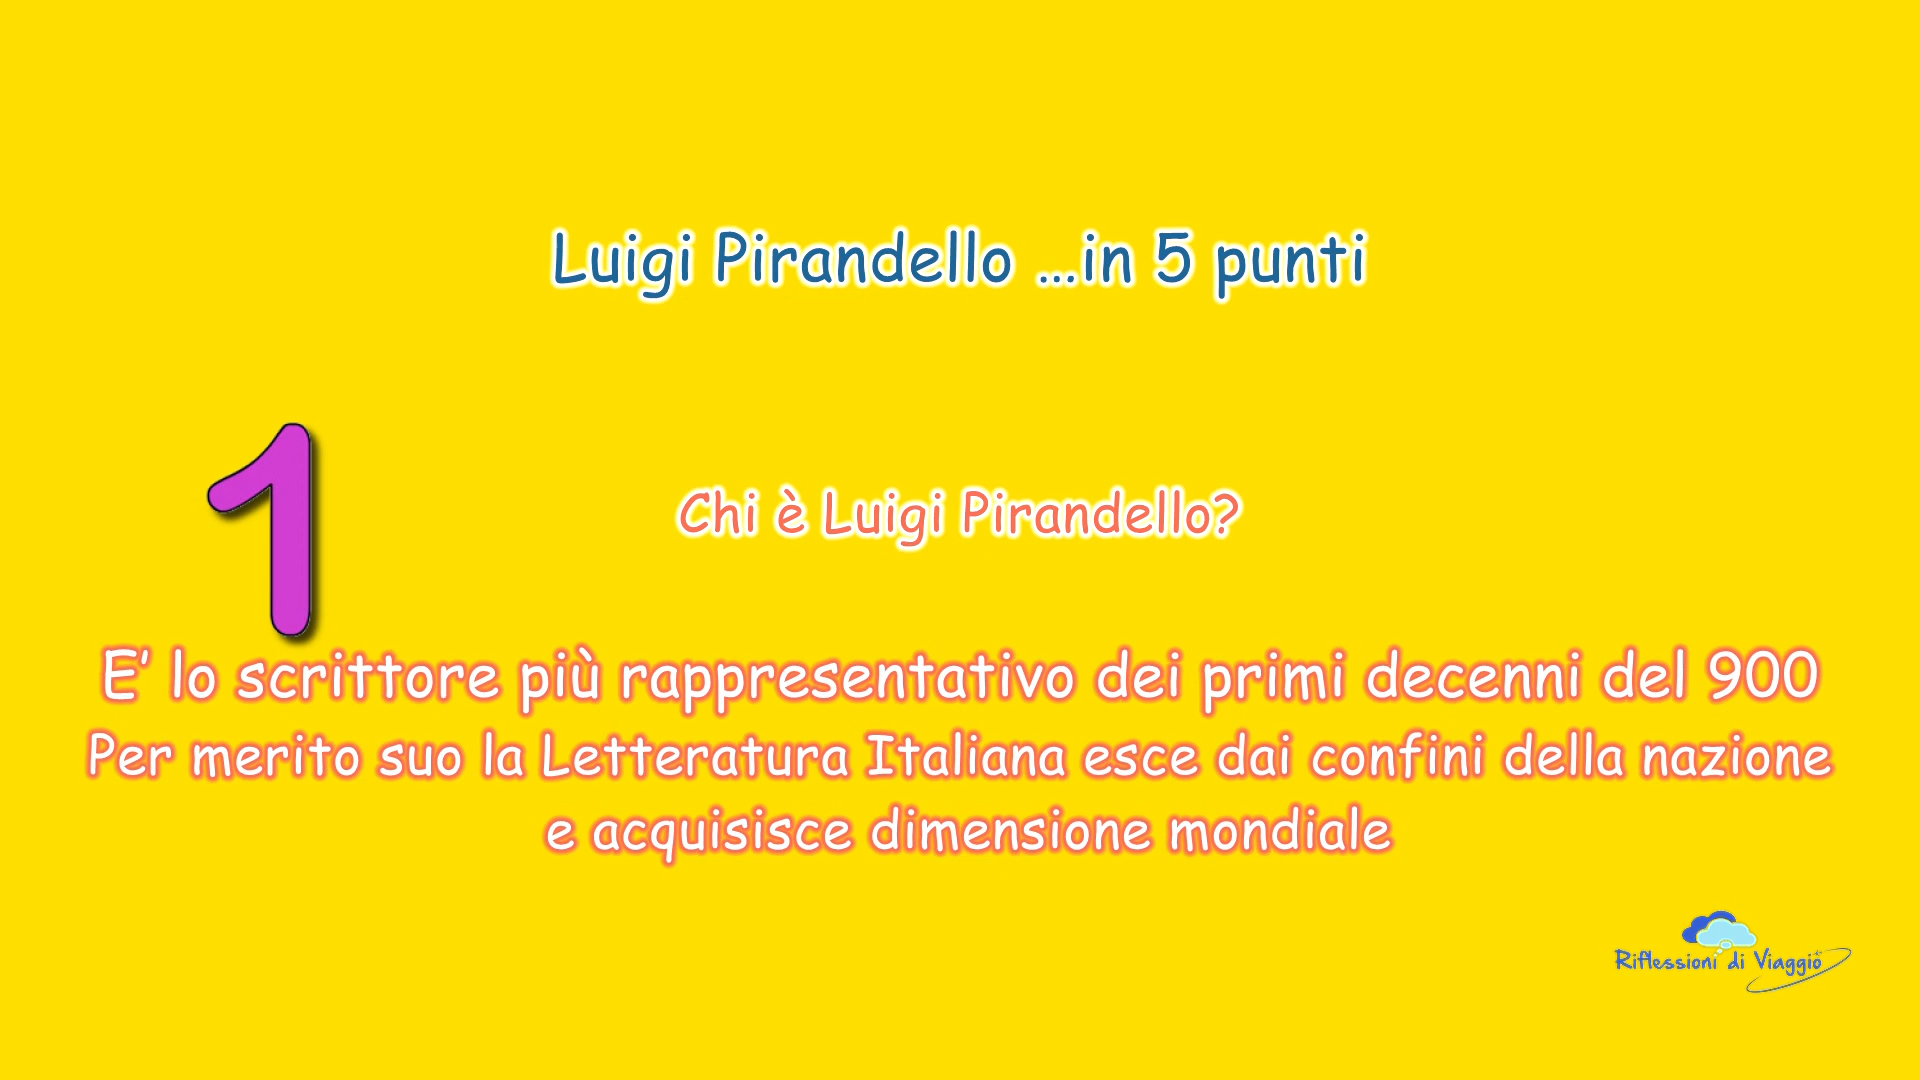 Luigi Pirandello ...in 5 punti
1
Chi è Luigi Pirandello?
E' lo scrittore più rappresentativo dei primi decenni del 900
Per merito suo la Letteratura Italiana esce dai confini della nazione
e acquisisce dimensione mondiale
Riflessioni di Viaggio